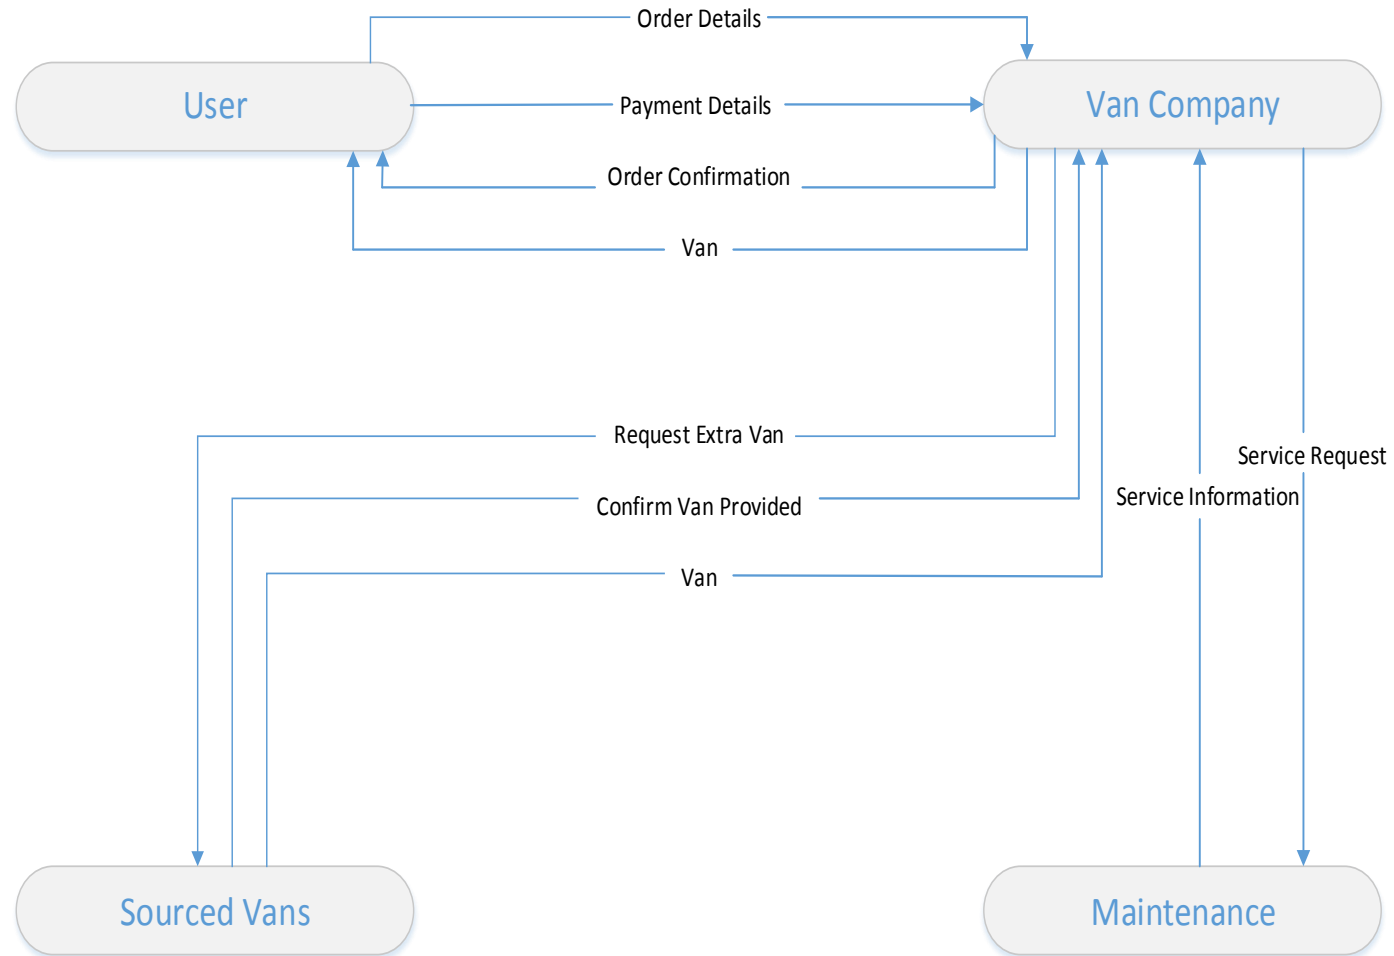 Order Details
User
Payment Details
Van Company
Order Confirmation
Van
Request Extra Van
Service Request
Service Information
Confirm Van Provided
Van
Sourced Vans
Maintenance